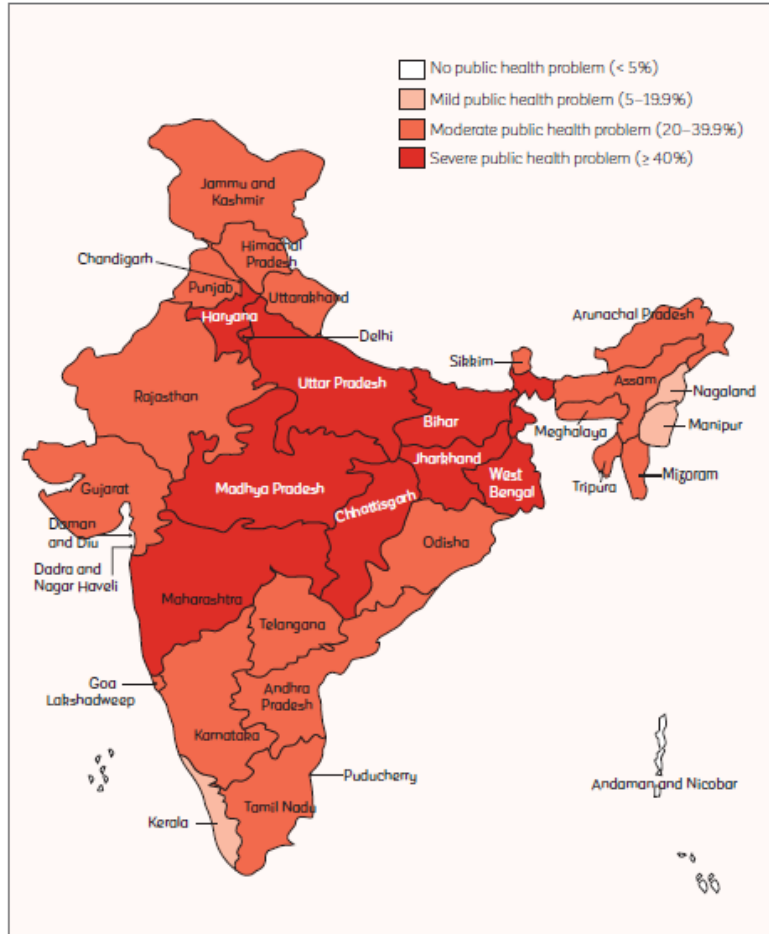 No public health problem (< 5%)
Mild public health problem (5–19.9%)
Moderate public health problem (20–39.9%)
Severe public health problem (≥ 40%)
Jammu and
Kashmir
Himachal
Pradesh
Chandigarh
Punjab
Uttarakhand
Haryana
Delhi
Arunachal Pradesh
Sikkim
Rajasthan
Uttar Pradesh
Assam
Nagaland
Bihar
Meghalaya
Manipur
Jharkhand
Gujarat
Madhya Pradesh
West
Bengal
Tripura
Mizoram
Chhattisgarh
Daman
and Diu
Odisha
Dadra and
Nagar Haveli
Maharashtra
Telangana
Goa
Lakshadweep
Andhra
Pradesh
Karnataka
Puducherry
Andaman and Nicobar
Tamil Nadu
Kerala